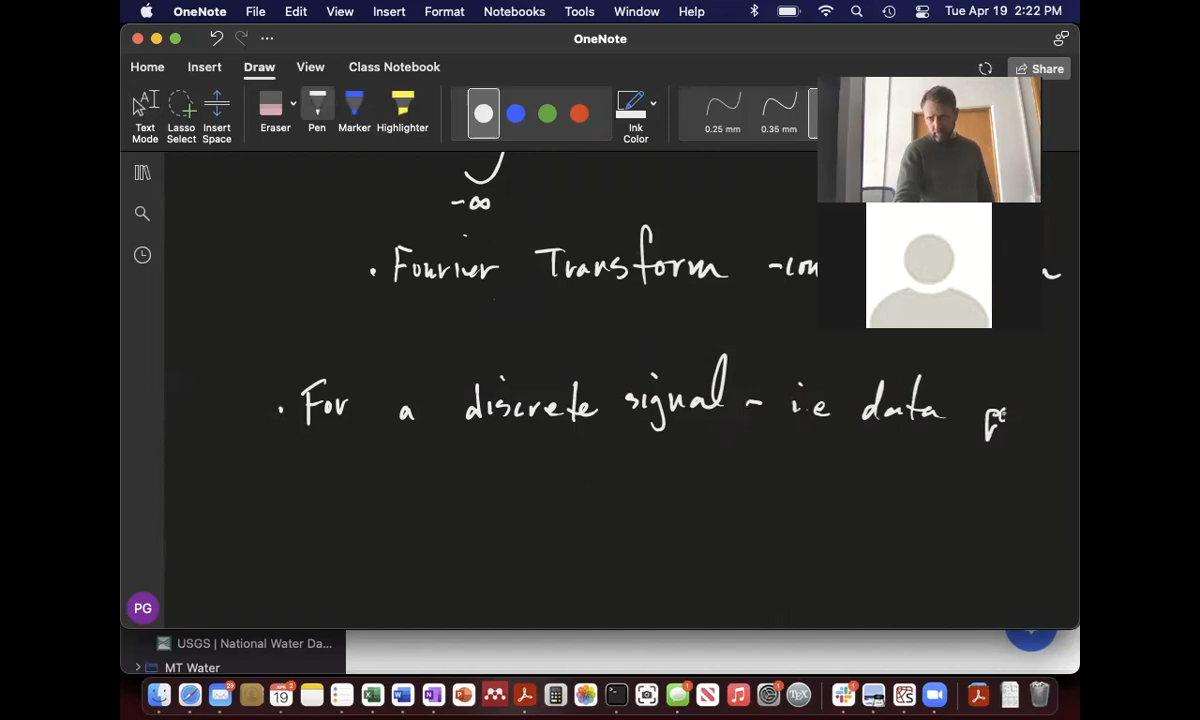 OneNote File Edit View Insert Format Notebooks Tools Window Help Tue Apr 19 2:22 PM
OneNote
Home Insert Draw View Class Notebook Share
Text Mode Lasso Select Insert Space Eraser Pen Marker Highlighter Ink Color 0.25 mm 0.35 mm
-∞
. Fourier Transform -con
. For a discrete signal - i.e data
PG
USGS | National Water Da...
MT Water